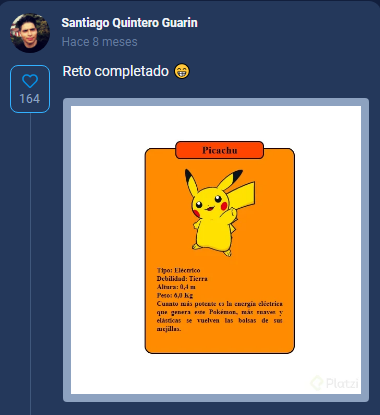 Santiago Quintero Guarin
Hace 8 meses
164
Reto completado 😁
Picachu
Tipo: Eléctrico
Debilidad: Tierra
Altura: 0,4 m
Peso: 6,0 Kg
Cuanto más potente es la energía eléctrica
que genera este Pokémon, más suaves y
elásticas se vuelven las bolsas de sus
mejillas.
Platzi